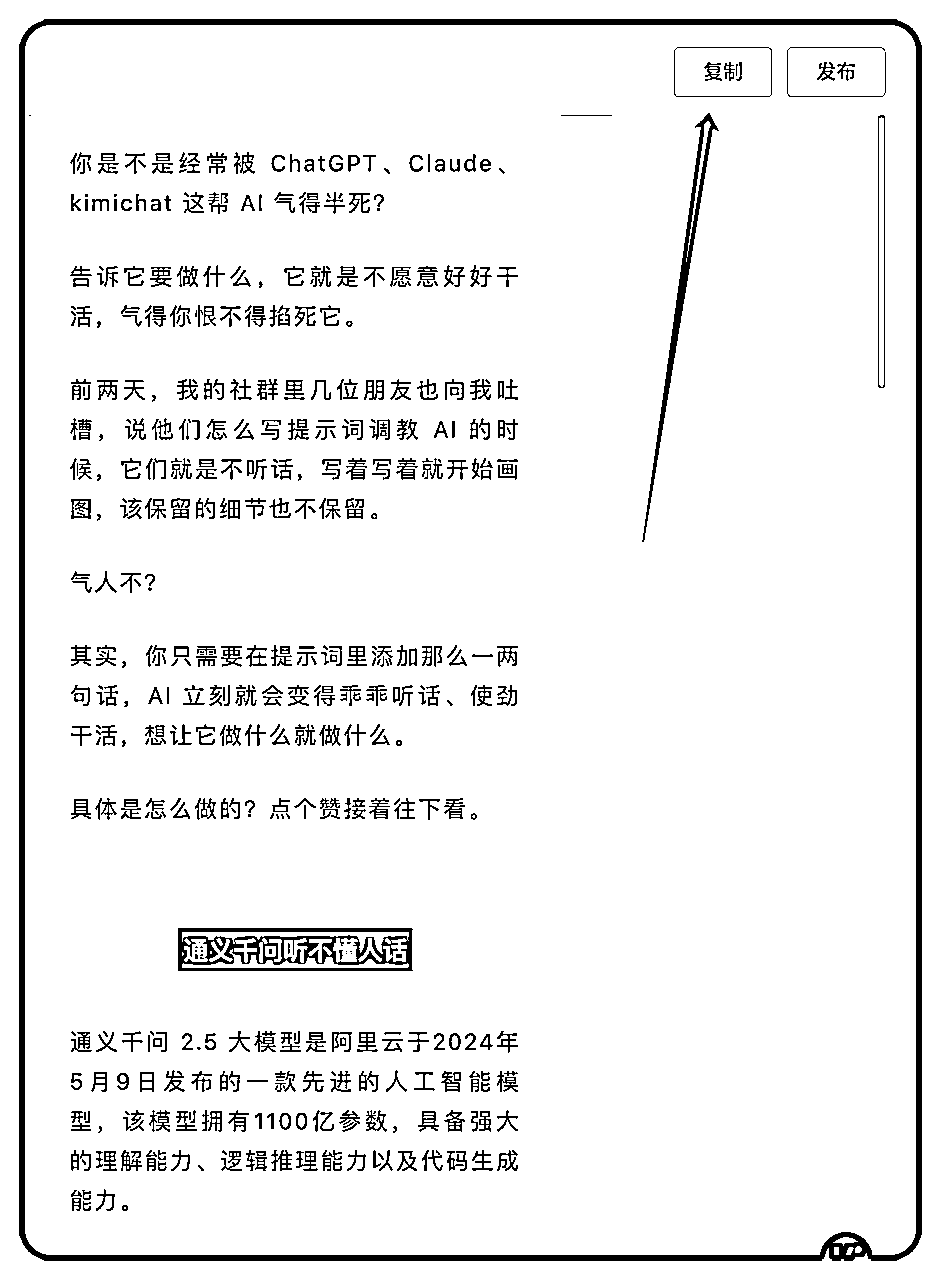 复制 发布
你是不是经常被 ChatGPT、Claude、
kimichat 这帮 AI 气得半死？
告诉它要做什么，它就是不愿意好好干
活，气得你恨不得掐死它。
前两天，我的社群里几位朋友也向我吐
槽，说他们怎么写提示词调教 AI 的时
候，它们就是不听话，写着写着就开始画
图，该保留的细节也不保留。
气人不？
其实，你只需要在提示词里添加那么一两
句话，AI 立刻就会变得乖乖听话、使劲
干活，想让它做什么就做什么。
具体是怎么做的？点个赞接着往下看。
通义千问听不懂人话
通义千问 2.5 大模型是阿里云于2024年
5月9日发布的一款先进的人工智能模
型，该模型拥有1100亿参数，具备强大
的理解能力、逻辑推理能力以及代码生成
能力。